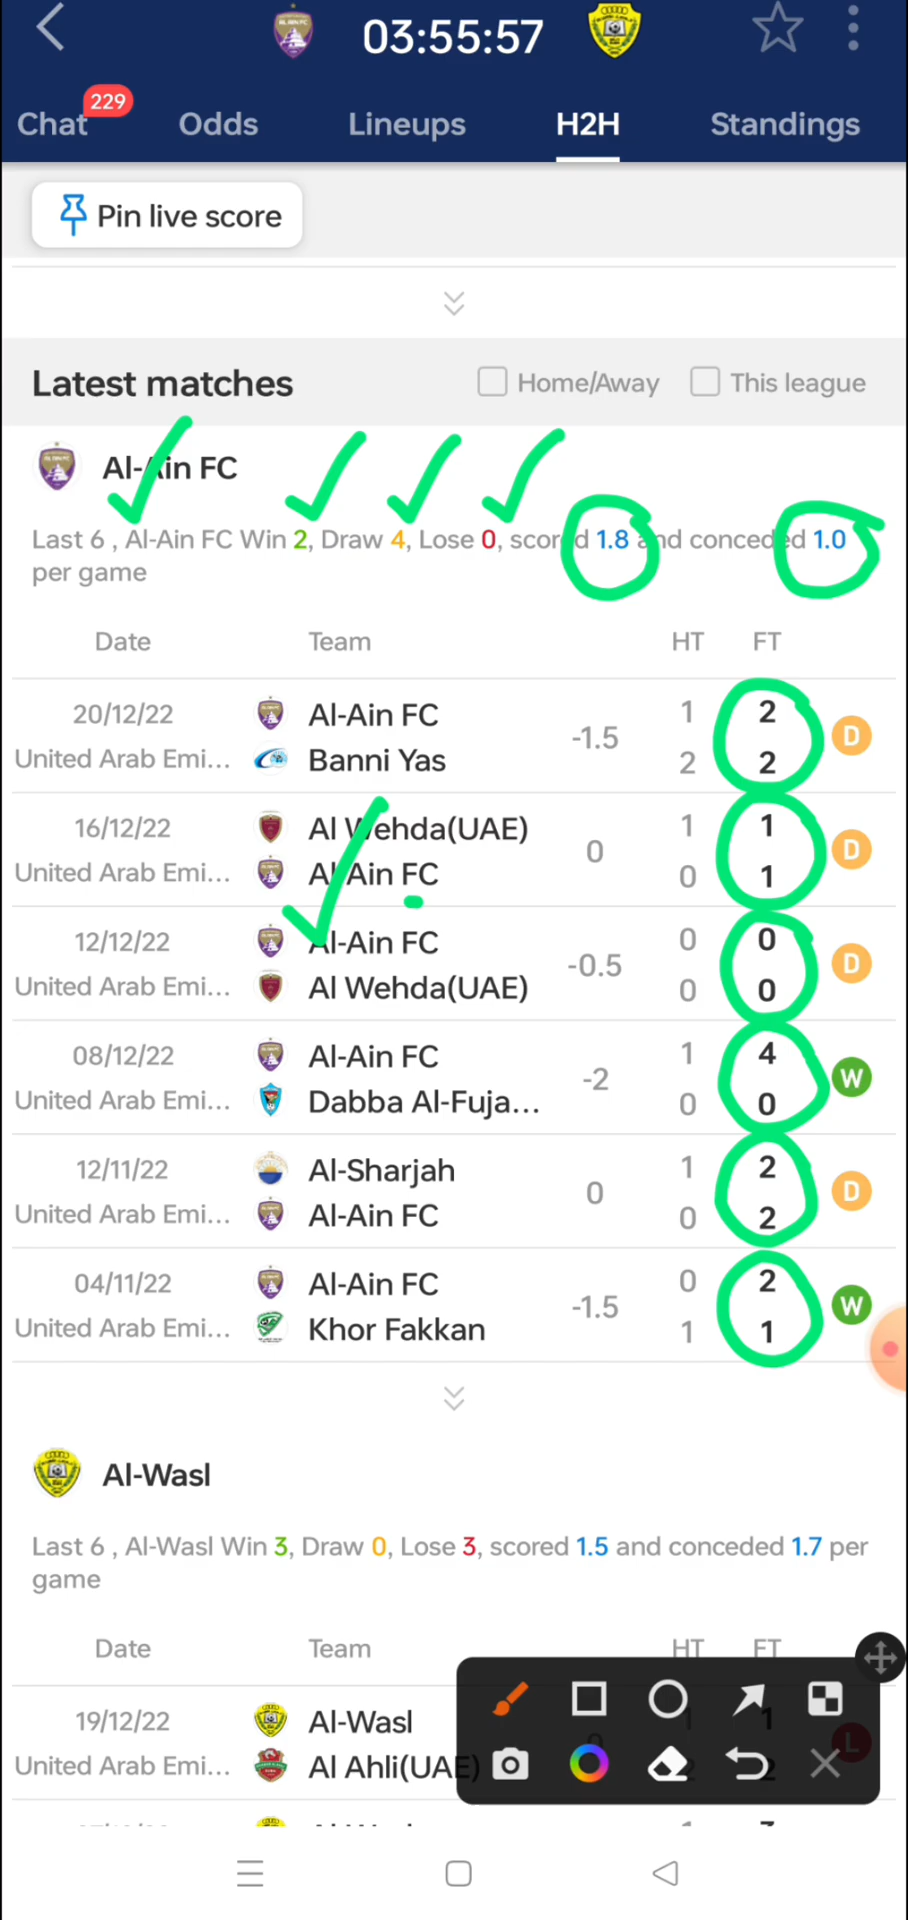 03:55:57
Chat 229 Odds Lineups H2H Standings
Pin live score
Latest matches Home/Away This league
Al-Ain FC
Last 6 , Al-Ain FC Win 2, Draw 4, Lose 0, scored 1.8 and conceded 1.0
per game
Date Team HT FT
20/12/22 Al-Ain FC 1 2
-1.5 D
United Arab Emi... Banni Yas 2 2
16/12/22 Al Wehda(UAE) 1 1
0 D
United Arab Emi... Al-Ain FC 0 1
12/12/22 Al-Ain FC 0 0
-0.5 D
United Arab Emi... Al Wehda(UAE) 0 0
08/12/22 Al-Ain FC 1 4
-2 W
United Arab Emi... Dabba Al-Fuja... 0 0
12/11/22 Al-Sharjah 1 2
0 D
United Arab Emi... Al-Ain FC 0 2
04/11/22 Al-Ain FC 0 2
-1.5 W
United Arab Emi... Khor Fakkan 1 1
Al-Wasl
Last 6 , Al-Wasl Win 3, Draw 0, Lose 3, scored 1.5 and conceded 1.7 per
game
Date Team HT FT
19/12/22 Al-Wasl 1 1
0 L
United Arab Emi... Al Ahli(UAE) 2 2